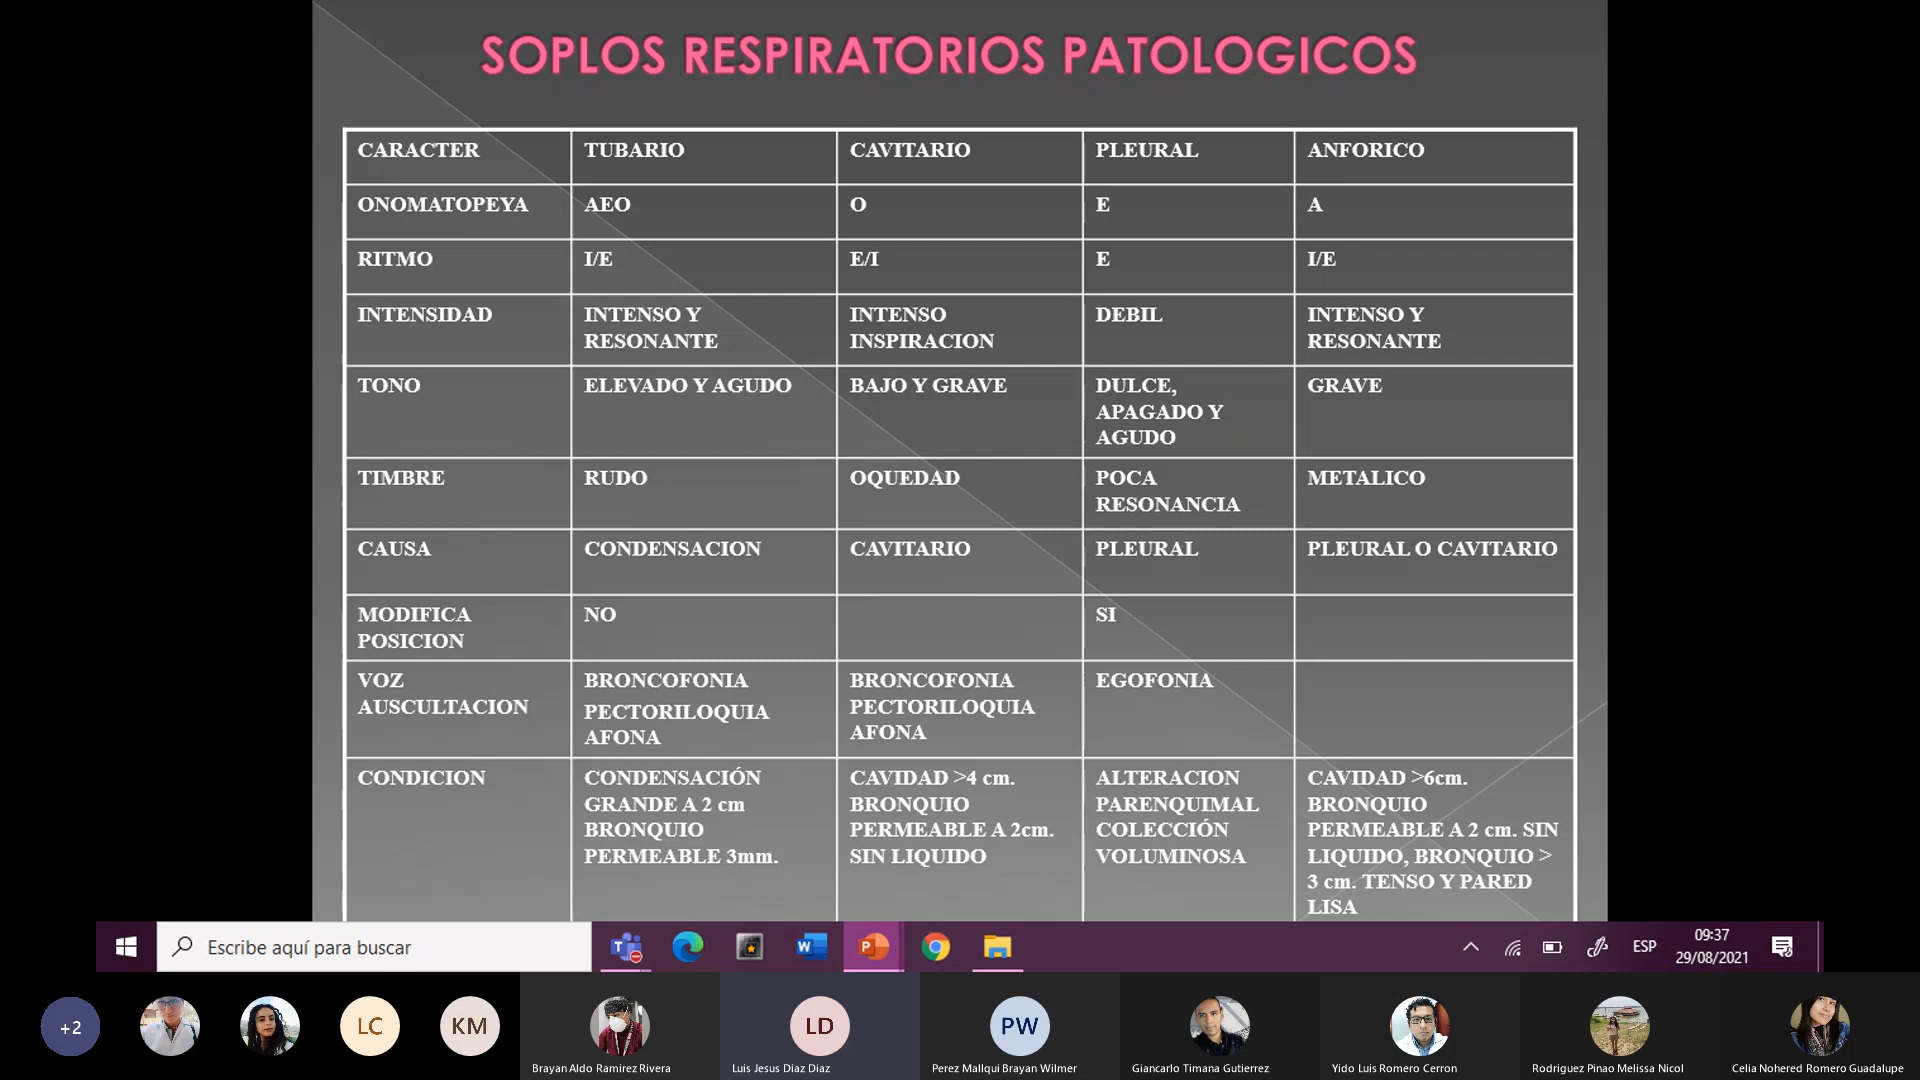 SOPLOS RESPIRATORIOS PATOLOGICOS
CARACTER
TUBARIO
CAVITARIO
PLEURAL
ANFORICO
ONOMATOPEYA
AEO
O
E
A
RITMO
I/E
E/I
E
I/E
INTENSIDAD
INTENSO Y
RESONANTE
INTENSO
INSPIRACION
DEBIL
INTENSO Y
RESONANTE
TONO
ELEVADO Y AGUDO
BAJO Y GRAVE
DULCE,
APAGADO Y
AGUDO
GRAVE
TIMBRE
RUDO
OQUEDAD
POCA
RESONANCIA
METALICO
CAUSA
CONDENSACION
CAVITARIO
PLEURAL
PLEURAL O CAVITARIO
MODIFICA
POSICION
NO
SI
VOZ
AUSCULTACION
BRONCOFONIA
PECTORILOQUIA
AFONA
BRONCOFONIA
PECTORILOQUIA
AFONA
EGOFONIA
CONDICION
CONDENSACIÓN
GRANDE A 2 cm
BRONQUIO
PERMEABLE 3mm.
CAVIDAD >4 cm.
BRONQUIO
PERMEABLE A 2cm.
SIN LIQUIDO
ALTERACION
PARENQUIMAL
COLECCIÓN
VOLUMINOSA
CAVIDAD >6cm.
BRONQUIO
PERMEABLE A 2 cm. SIN
LIQUIDO, BRONQUIO >
3 cm. TENSO Y PARED
LISA
Escribe aquí para buscar
ESP
09:37
29/08/2021
+2
LC
KM
LD
PW
Brayan Aldo Ramirez Rivera
Luis Jesus Diaz Diaz
Perez Mallqui Brayan Wilmer
Giancarlo Timana Gutierrez
Yido Luis Romero Cerron
Rodriguez Pinao Melissa Nicol
Celia Nohered Romero Guadalupe